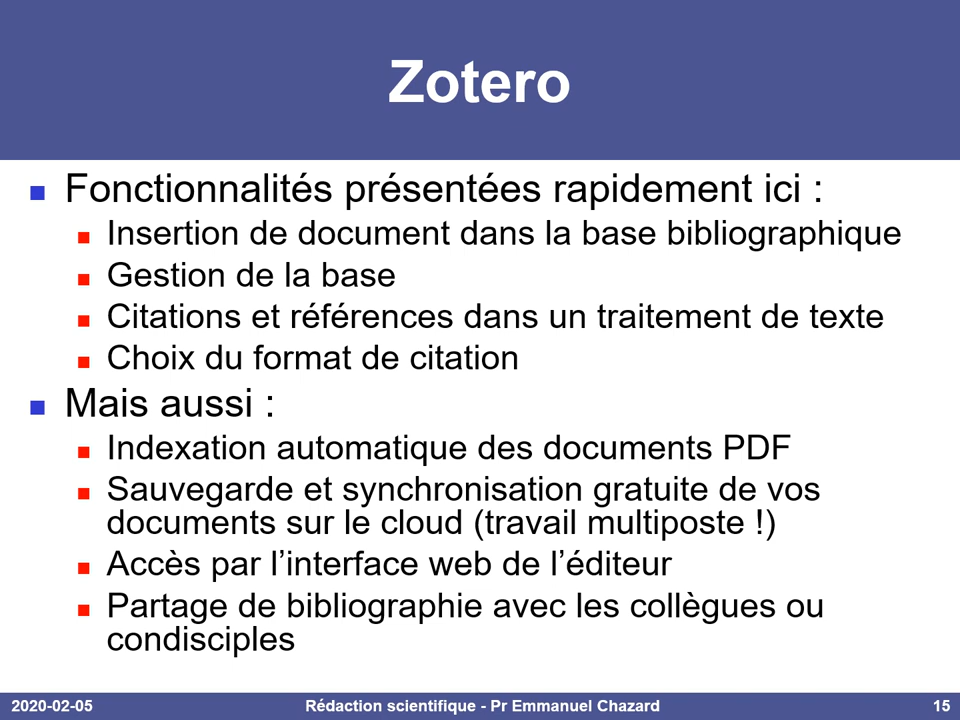 Zotero
Fonctionnalités présentées rapidement ici :
Insertion de document dans la base bibliographique
Gestion de la base
Citations et références dans un traitement de texte
Choix du format de citation
Mais aussi :
Indexation automatique des documents PDF
Sauvegarde et synchronisation gratuite de vos
documents sur le cloud (travail multiposte !)
Accès par l’interface web de l’éditeur
Partage de bibliographie avec les collègues ou
condisciples
2020-02-05 Rédaction scientifique - Pr Emmanuel Chazard 15